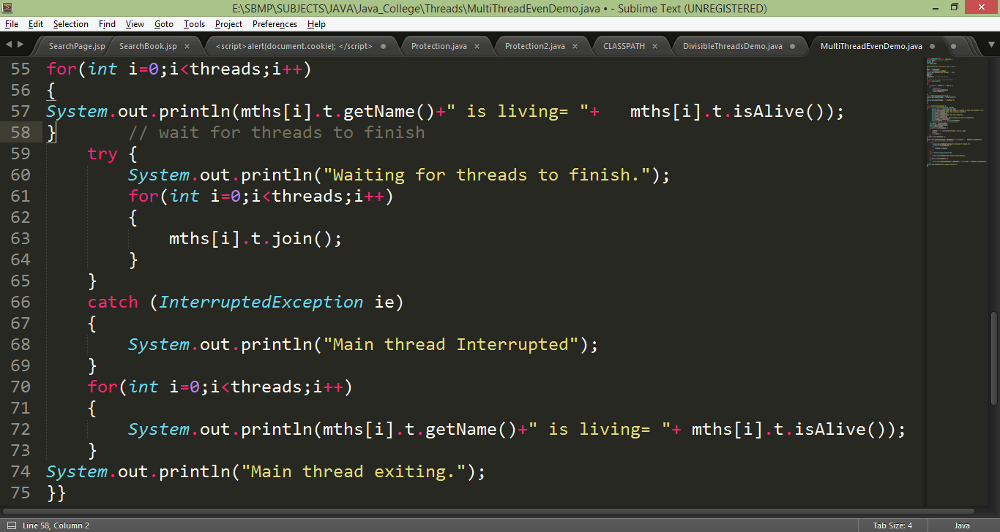 E:\SBMP\SUBJECTS\JAVA\Java_College\Threads\MultiThreadEvenDemo.java • - Sublime Text (UNREGISTERED)
File Edit Selection Find View Goto Tools Project Preferences Help
SearchPage.jsp SearchBook.jsp × <script>alert(document.cookie); </script> Protection.java × Protection2.java × CLASSPATH × DivisibleThreadsDemo.java MultiThreadEvenDemo.java
55 for(int i=0;i<threads;i++)
56 {
57 System.out.println(mths[i].t.getName()+" is living= "+   mths[i].t.isAlive());
58 }       // wait for threads to finish
59     try {
60         System.out.println("Waiting for threads to finish.");
61         for(int i=0;i<threads;i++)
62         {
63             mths[i].t.join();
64         }
65     }
66     catch (InterruptedException ie)
67     {
68         System.out.println("Main thread Interrupted");
69     }
70     for(int i=0;i<threads;i++)
71     {
72         System.out.println(mths[i].t.getName()+" is living= "+ mths[i].t.isAlive());
73     }
74 System.out.println("Main thread exiting.");
75 }}
Line 58, Column 2 Tab Size: 4 Java